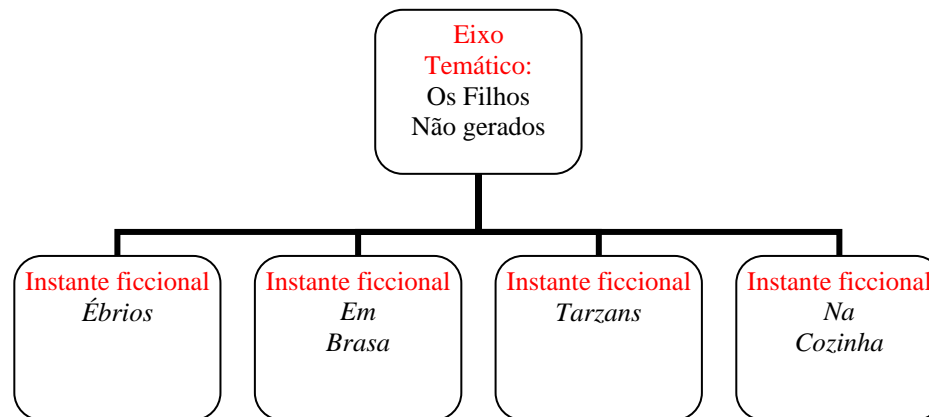 Eixo
Temático:
Os Filhos
Não gerados
Instante ficcional
Ébrios
Instante ficcional
Em
Brasa
Instante ficcional
Tarzans
Instante ficcional
Na
Cozinha